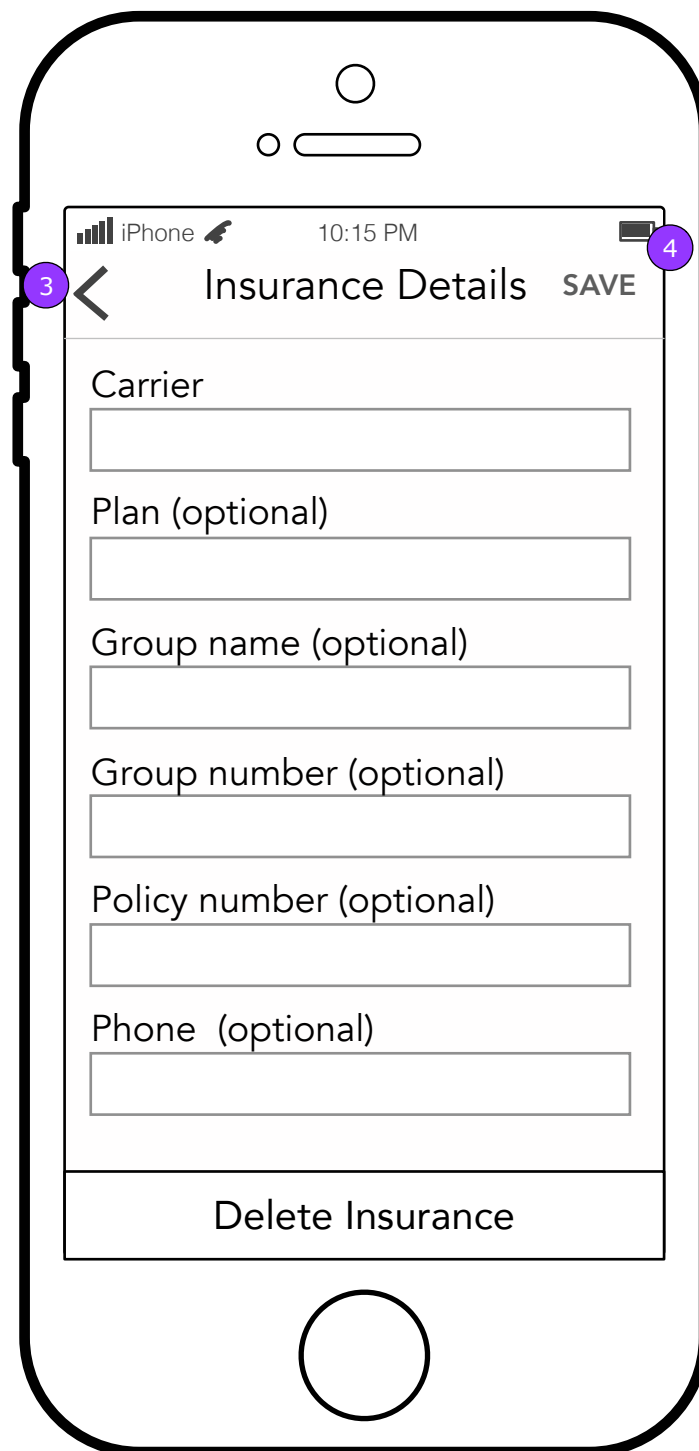 iPhone 10:15 PM
4
3 Insurance Details SAVE
Carrier
Plan (optional)
Group name (optional)
Group number (optional)
Policy number (optional)
Phone (optional)
Delete Insurance